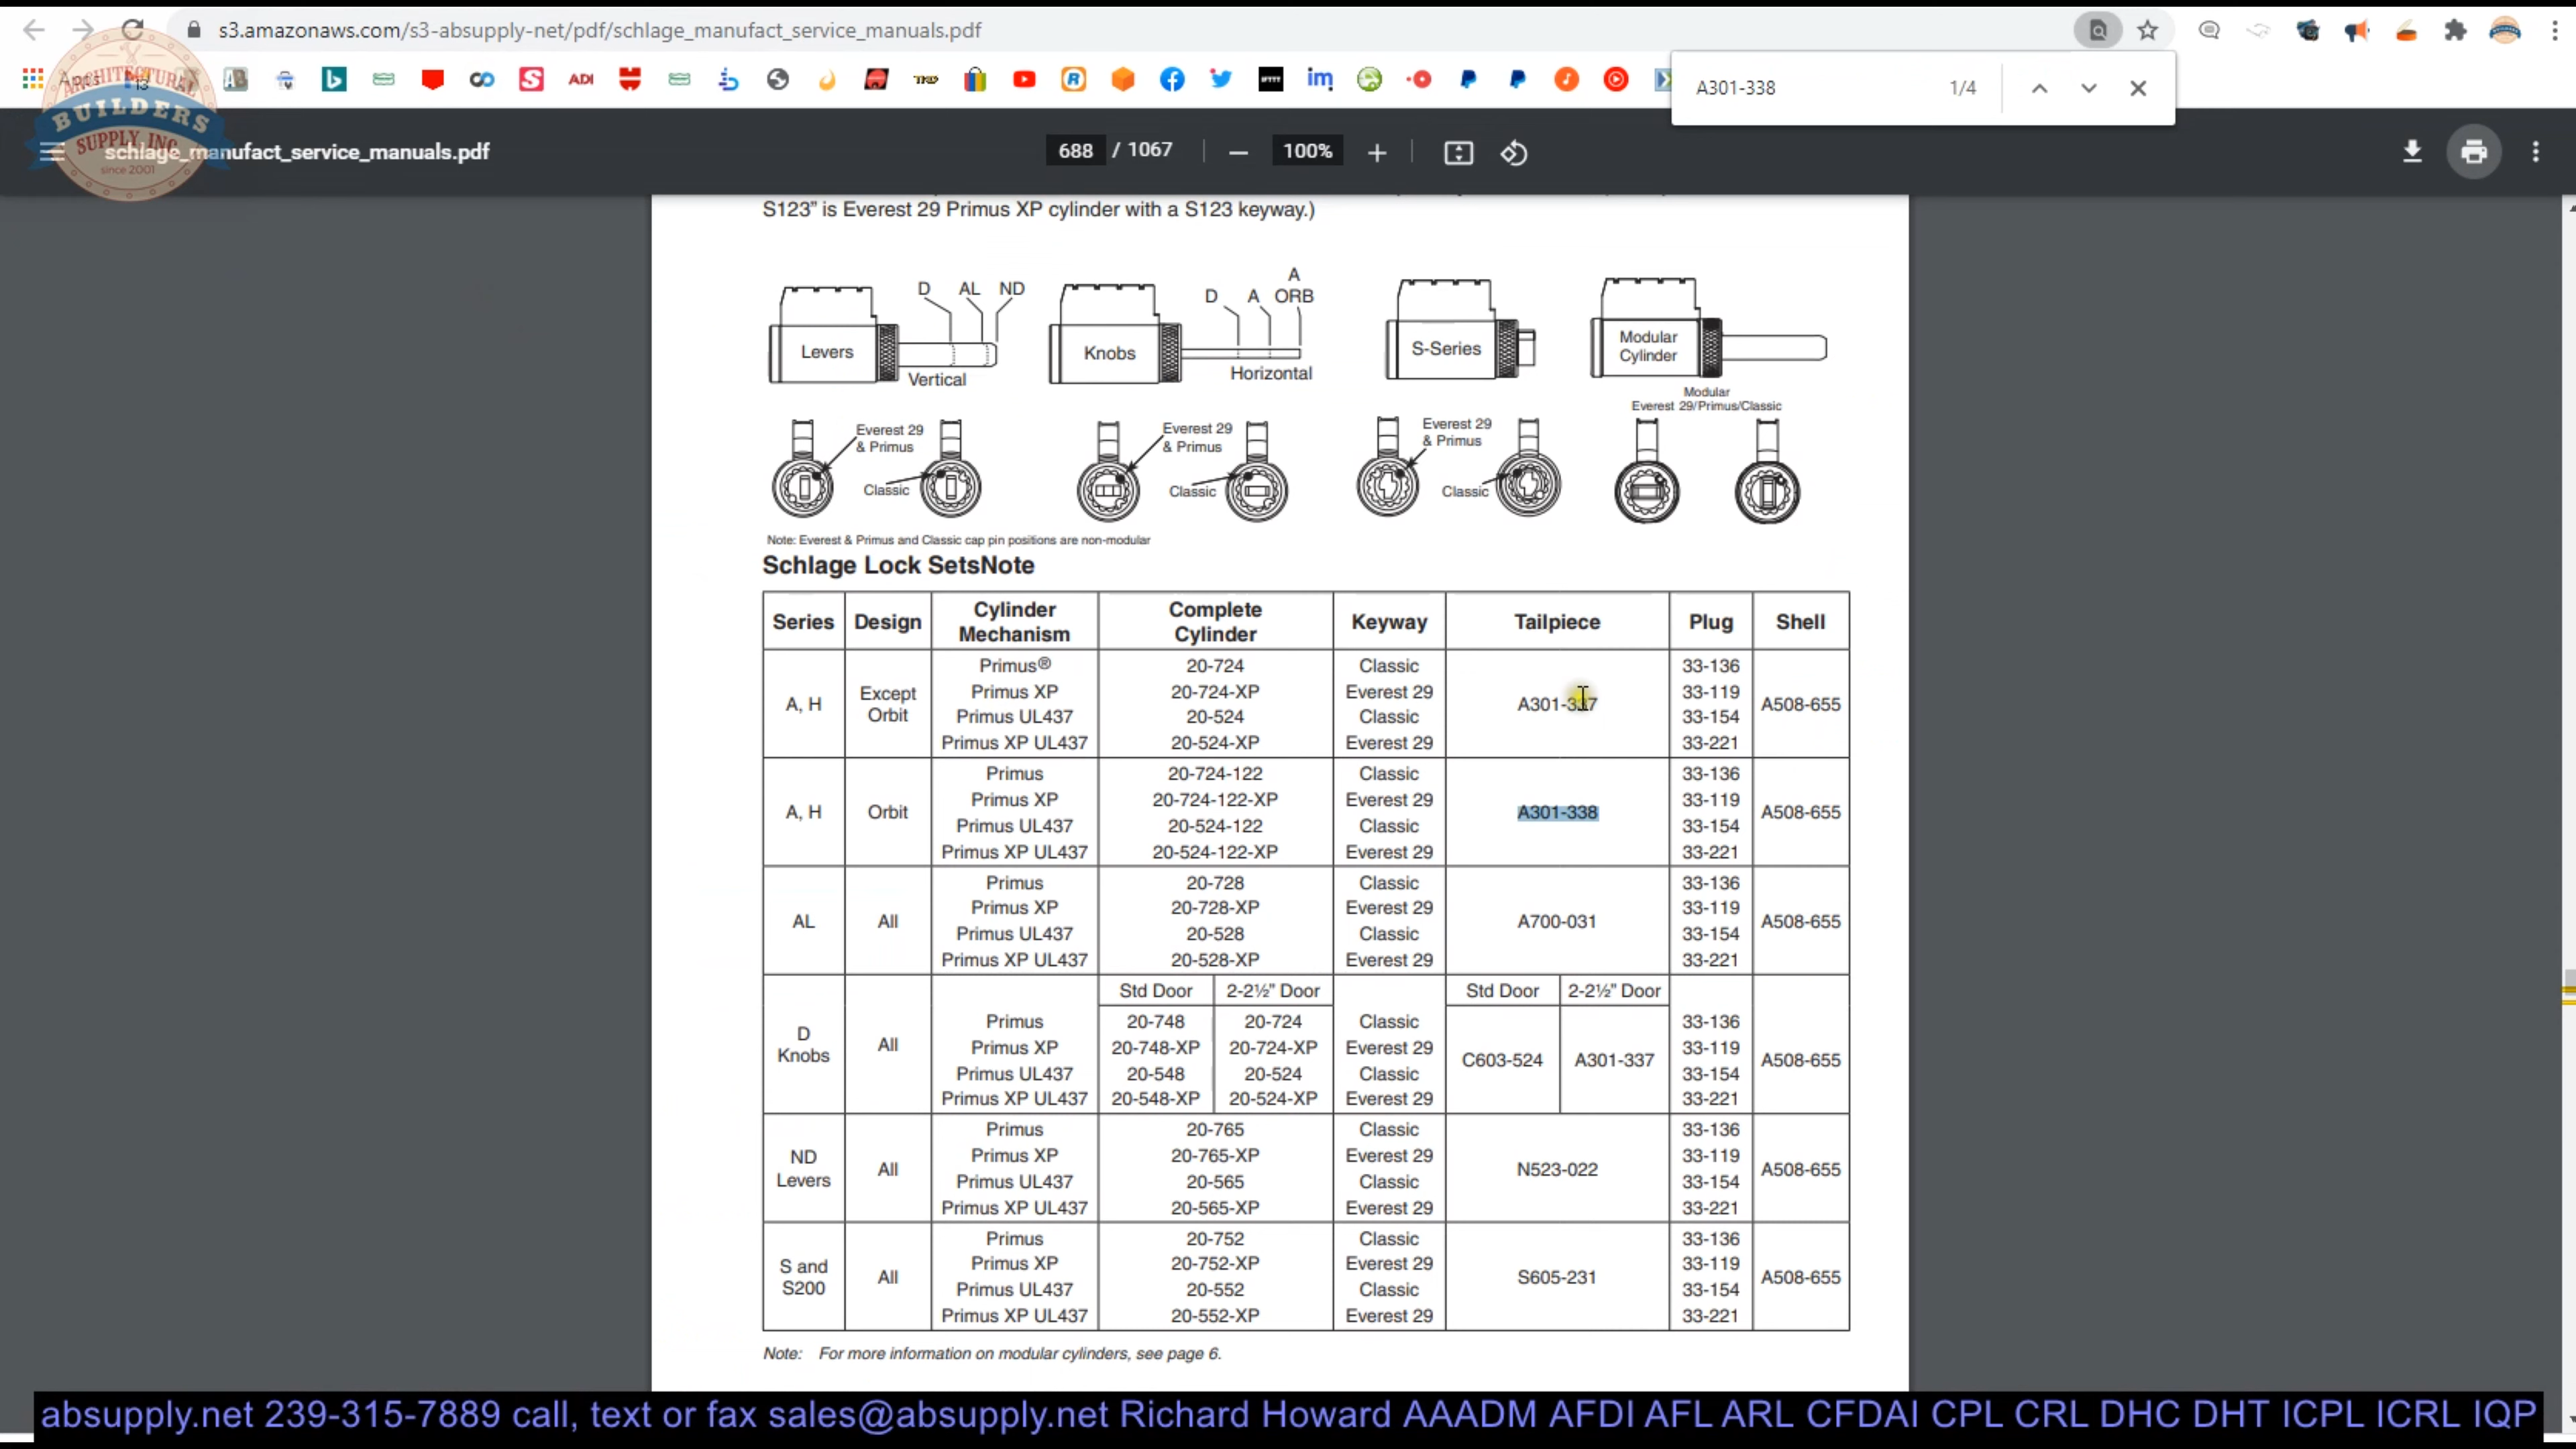 s3.amazonaws.com/s3-absupply-net/pdf/schlage_manufact_service_manuals.pdf
A301-338 1/4
ARCHITECTURAL
BUILDERS
SUPPLY, INC.
since 2001
Apps
schlage_manufact_service_manuals.pdf
688 / 1067 100%
S123” is Everest 29 Primus XP cylinder with a S123 keyway.)
D AL ND
Levers
Vertical
A
D A ORB
Knobs
Horizontal
S-Series
Modular
Cylinder
Modular
Everest 29/Primus/Classic
Everest 29
& Primus
Classic
Everest 29
& Primus
Classic
Everest 29
& Primus
Classic
Note: Everest & Primus and Classic cap pin positions are non-modular
Schlage Lock SetsNote
Series Design Cylinder Mechanism Complete Cylinder Keyway Tailpiece Plug Shell
A, H Except Orbit A301-337 A508-655
Primus® 20-724 Classic 33-136
Primus XP 20-724-XP Everest 29 33-119
Primus UL437 20-524 Classic 33-154
Primus XP UL437 20-524-XP Everest 29 33-221
A, H Orbit A301-338 A508-655
Primus 20-724-122 Classic 33-136
Primus XP 20-724-122-XP Everest 29 33-119
Primus UL437 20-524-122 Classic 33-154
Primus XP UL437 20-524-122-XP Everest 29 33-221
AL All A700-031 A508-655
Primus 20-728 Classic 33-136
Primus XP 20-728-XP Everest 29 33-119
Primus UL437 20-528 Classic 33-154
Primus XP UL437 20-528-XP Everest 29 33-221
D Knobs All A508-655
Std Door 2-2½” Door Std Door 2-2½” Door
C603-524 A301-337
Primus 20-748 20-724 Classic 33-136
Primus XP 20-748-XP 20-724-XP Everest 29 33-119
Primus UL437 20-548 20-524 Classic 33-154
Primus XP UL437 20-548-XP 20-524-XP Everest 29 33-221
ND Levers All N523-022 A508-655
Primus 20-765 Classic 33-136
Primus XP 20-765-XP Everest 29 33-119
Primus UL437 20-565 Classic 33-154
Primus XP UL437 20-565-XP Everest 29 33-221
S and S200 All S605-231 A508-655
Primus 20-752 Classic 33-136
Primus XP 20-752-XP Everest 29 33-119
Primus UL437 20-552 Classic 33-154
Primus XP UL437 20-552-XP Everest 29 33-221
Note: For more information on modular cylinders, see page 6.
absupply.net 239-315-7889 call, text or fax sales@absupply.net Richard Howard AAADM AFDI AFL ARL CFDAI CPL CRL DHC DHT ICPL ICRL IQP